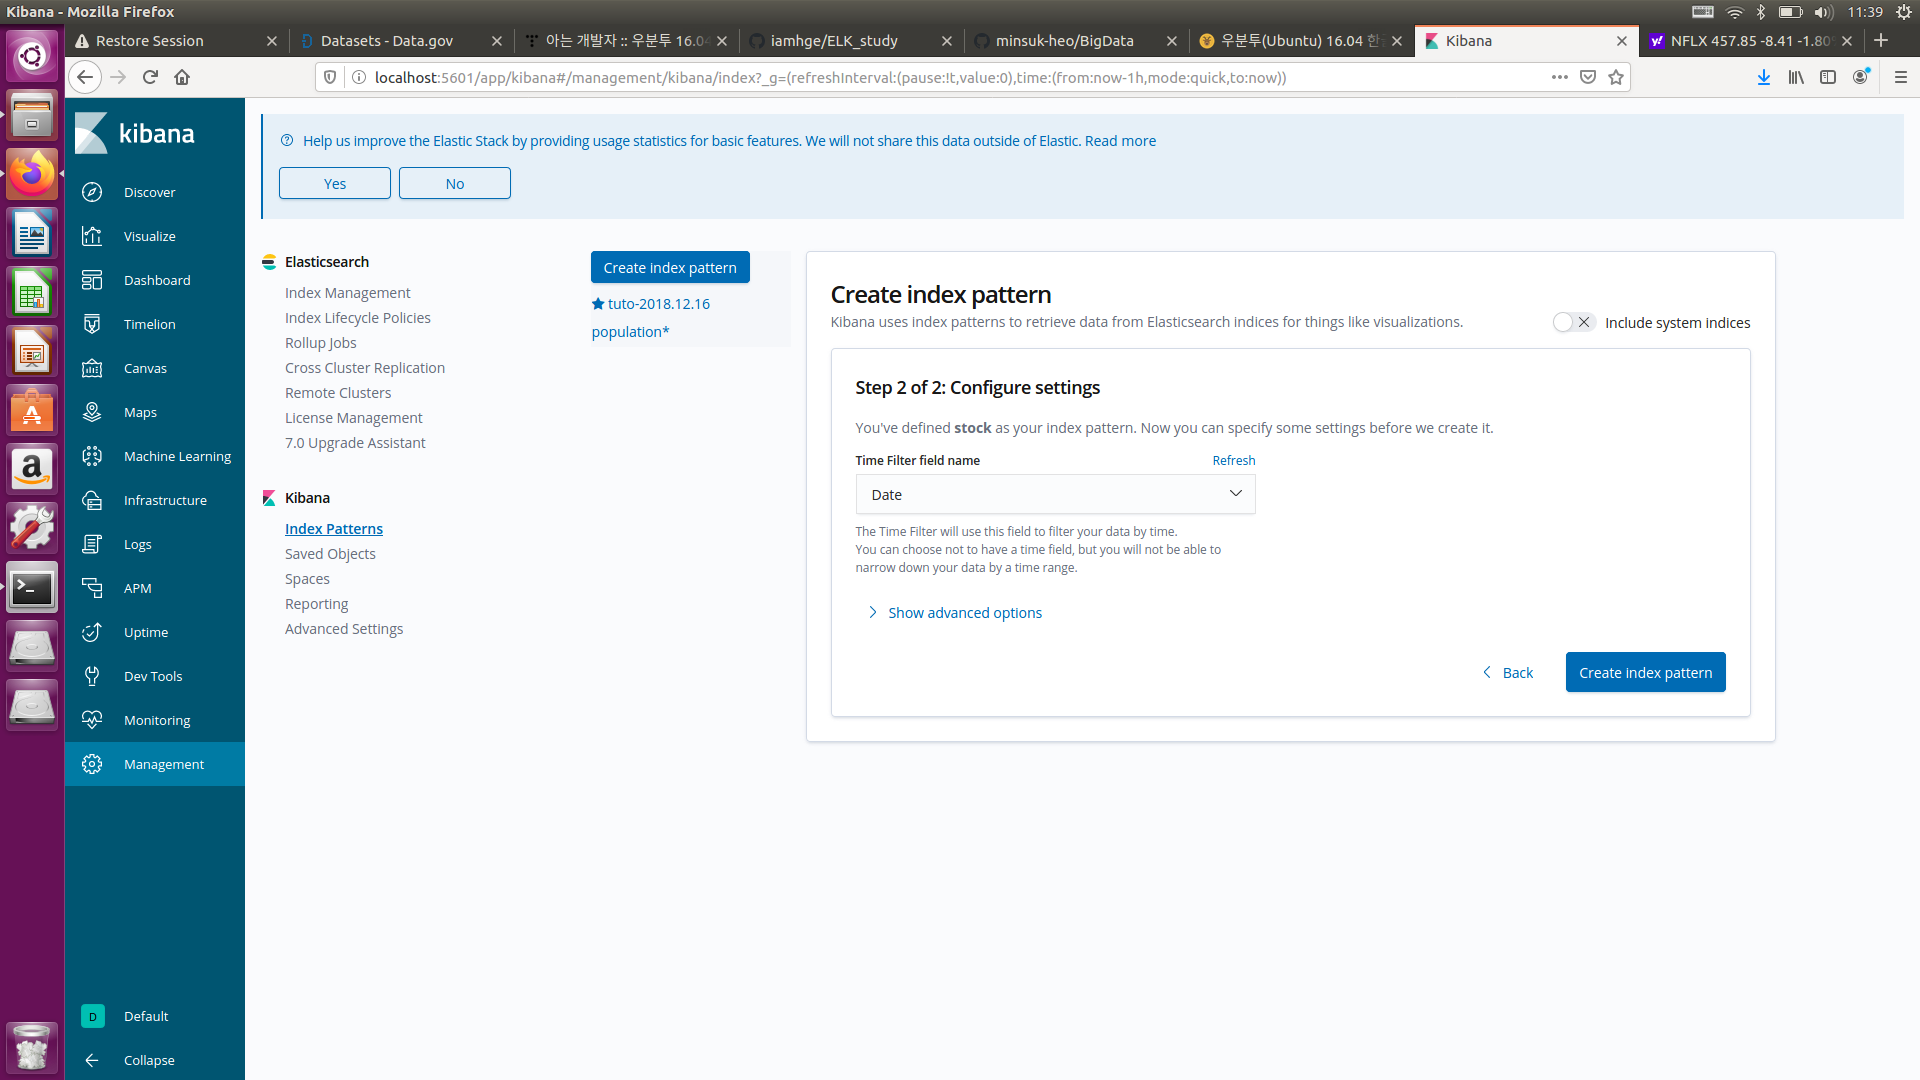 Kibana - Mozilla Firefox
11:39
Restore Session
Datasets - Data.gov
아는 개발자 :: 우분투 16.04
iamhge/ELK_study
minsuk-heo/BigData
우분투(Ubuntu) 16.04 한
Kibana
NFLX 457.85 -8.41 -1.80%
localhost:5601/app/kibana#/management/kibana/index?_g=(refreshInterval:(pause:!t,value:0),time:(from:now-1h,mode:quick,to:now))
kibana
Discover
Visualize
Dashboard
Timelion
Canvas
Maps
Machine Learning
Infrastructure
Logs
APM
Uptime
Dev Tools
Monitoring
Management
D Default
Collapse
Help us improve the Elastic Stack by providing usage statistics for basic features. We will not share this data outside of Elastic. Read more
Yes
No
Elasticsearch
Index Management
Index Lifecycle Policies
Rollup Jobs
Cross Cluster Replication
Remote Clusters
License Management
7.0 Upgrade Assistant
Kibana
Index Patterns
Saved Objects
Spaces
Reporting
Advanced Settings
Create index pattern
tuto-2018.12.16
population*
Create index pattern
Kibana uses index patterns to retrieve data from Elasticsearch indices for things like visualizations.
Include system indices
Step 2 of 2: Configure settings
You've defined stock as your index pattern. Now you can specify some settings before we create it.
Time Filter field name
Refresh
Date
The Time Filter will use this field to filter your data by time.
You can choose not to have a time field, but you will not be able to
narrow down your data by a time range.
Show advanced options
Back
Create index pattern